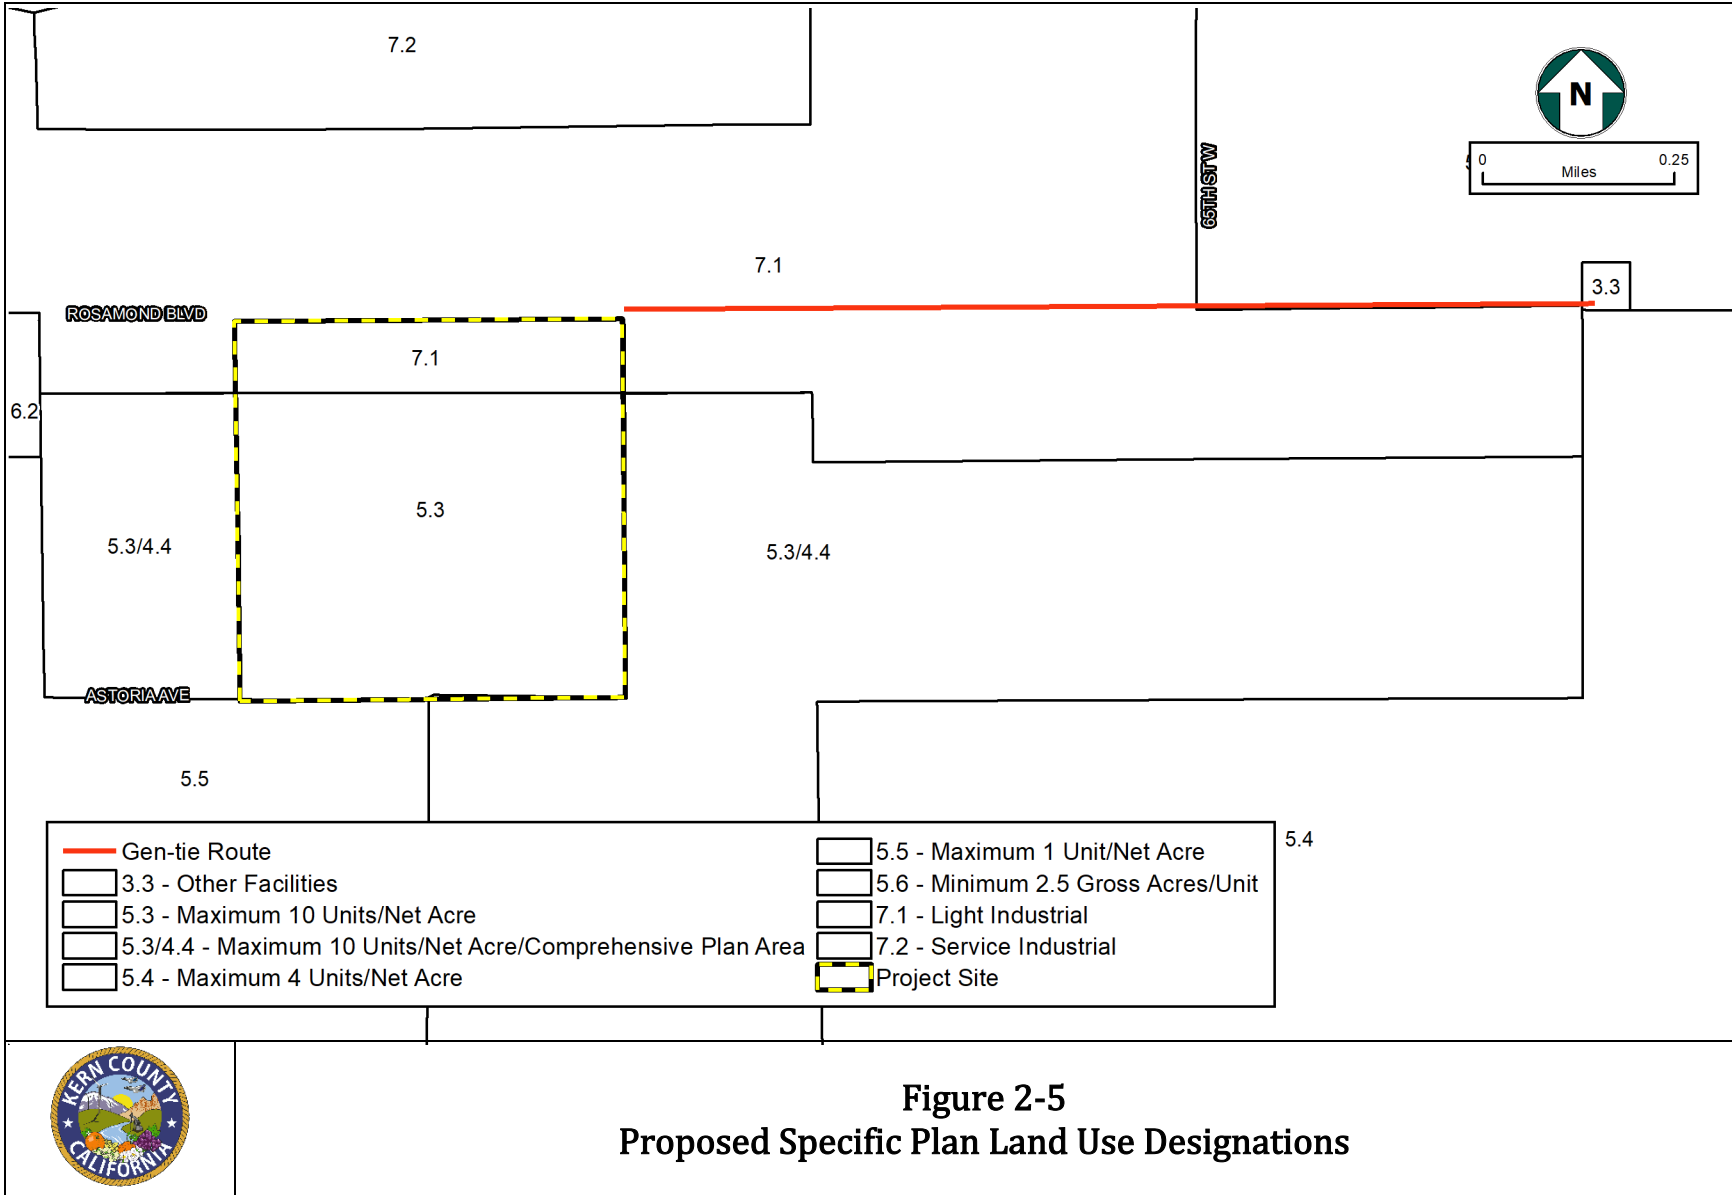 7.2
N
0 0.25
Miles
65TH ST W
7.1
3.3
ROSAMOND BLVD
7.1
6.2
5.3
5.3/4.4
5.3/4.4
ASTORIA AVE
5.5
5.4
Gen-tie Route
3.3 - Other Facilities
5.3 - Maximum 10 Units/Net Acre
5.3/4.4 - Maximum 10 Units/Net Acre/Comprehensive Plan Area
5.4 - Maximum 4 Units/Net Acre
5.5 - Maximum 1 Unit/Net Acre
5.6 - Minimum 2.5 Gross Acres/Unit
7.1 - Light Industrial
7.2 - Service Industrial
Project Site
KERN COUNTY
CALIFORNIA
Figure 2-5
Proposed Specific Plan Land Use Designations